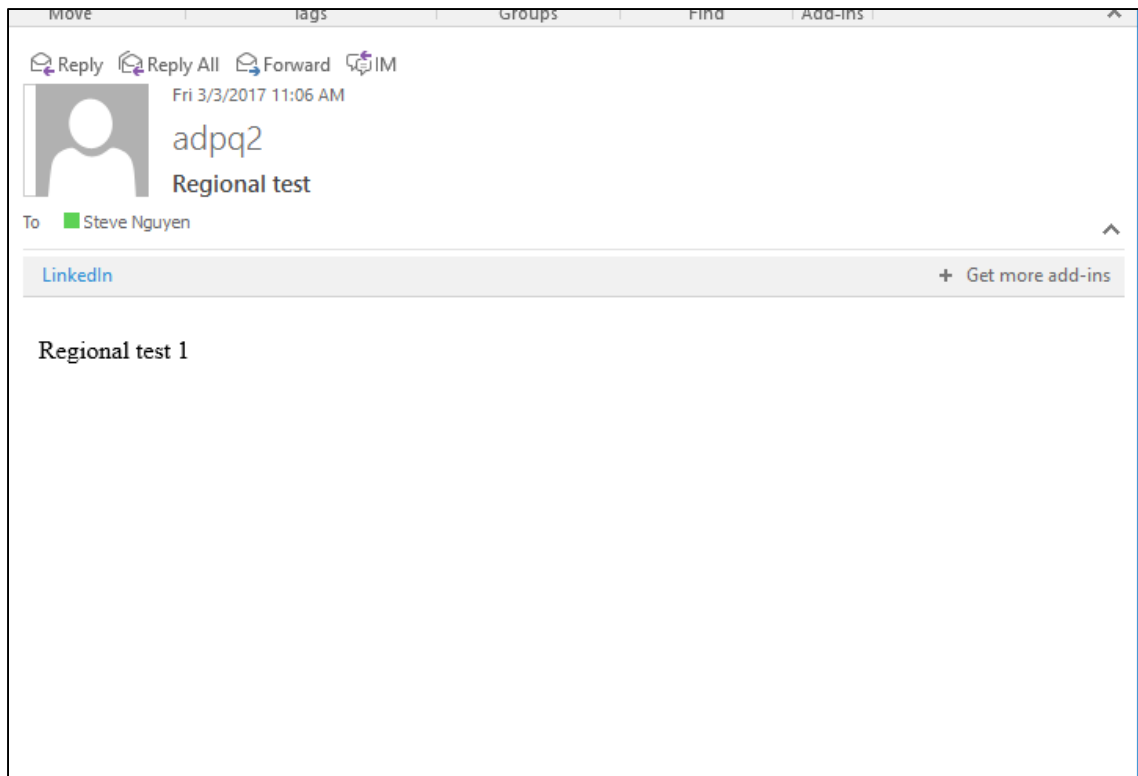 Move Tags Groups Find Add-ins
Reply Reply All Forward IM
Fri 3/3/2017 11:06 AM
adpq2
Regional test
To Steve Nguyen
LinkedIn + Get more add-ins
Regional test 1